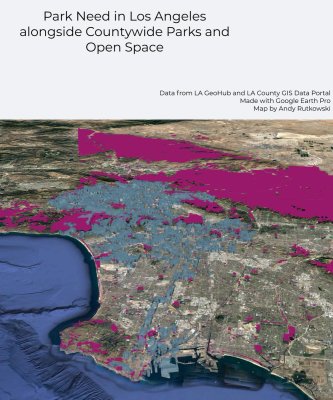 Park Need in Los Angeles
alongside Countywide Parks and
Open Space
Data from LA GeoHub and LA County GIS Data Portal
Made with Google Earth Pro
Map by Andy Rutkowski